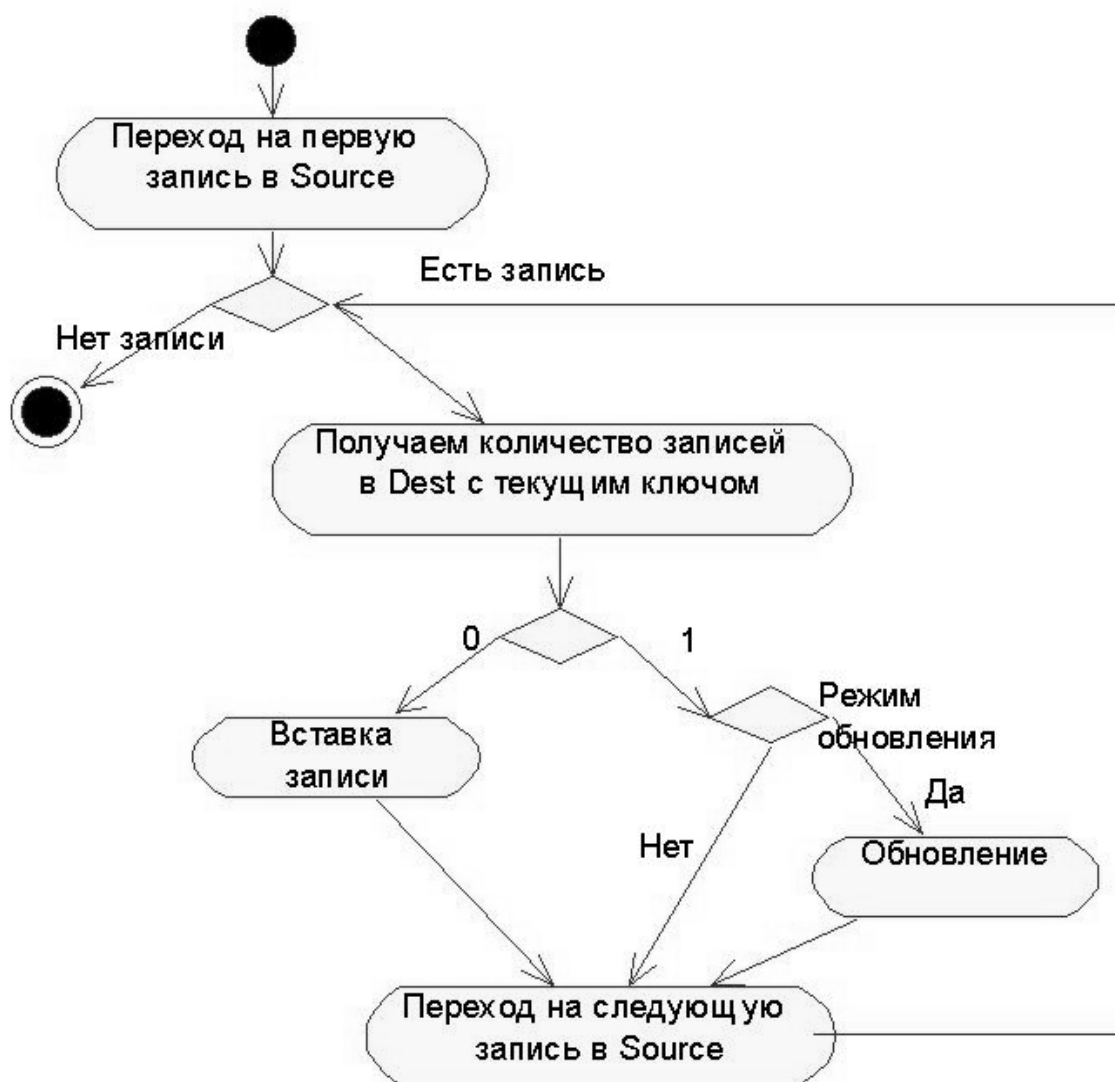 Переход на первую
запись в Source
Есть запись
Нет записи
Получаем количество записей
в Dest с текущим ключом
0
1
Режим
обновления
Вставка
записи
Да
Нет
Обновление
Переход на следующую
запись в Source